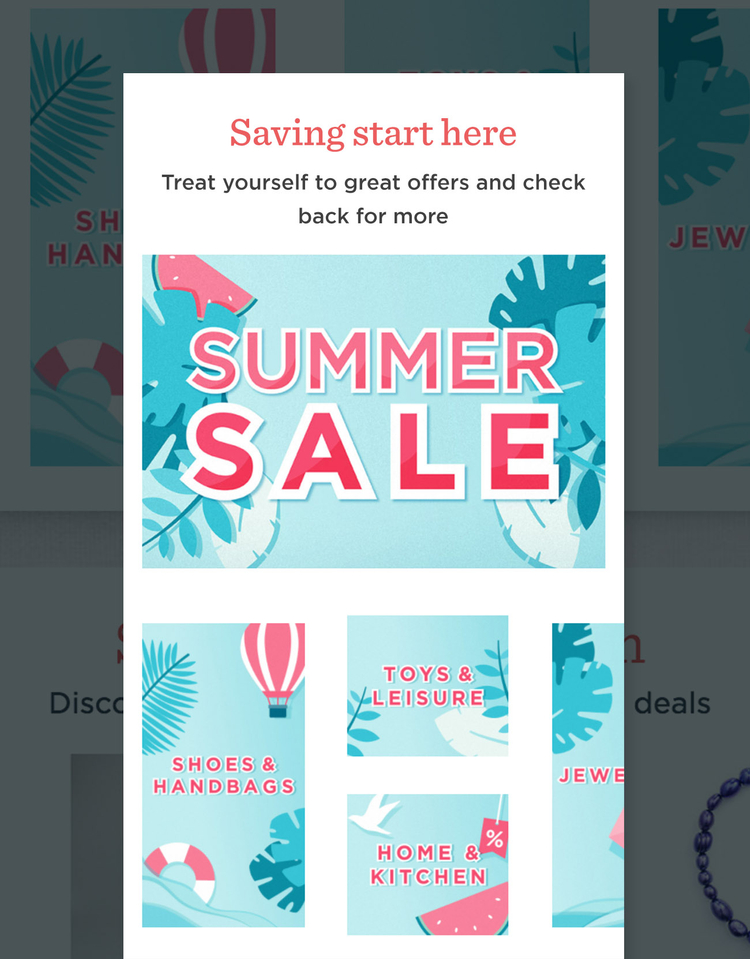 Saving start here
Treat yourself to great offers and check
back for more
SUMMER
SALE
SHOES &
HANDBAGS
TOYS &
LEISURE
HOME &
KITCHEN
%
JEWE
SH
HAN
JEW
Disco
deals